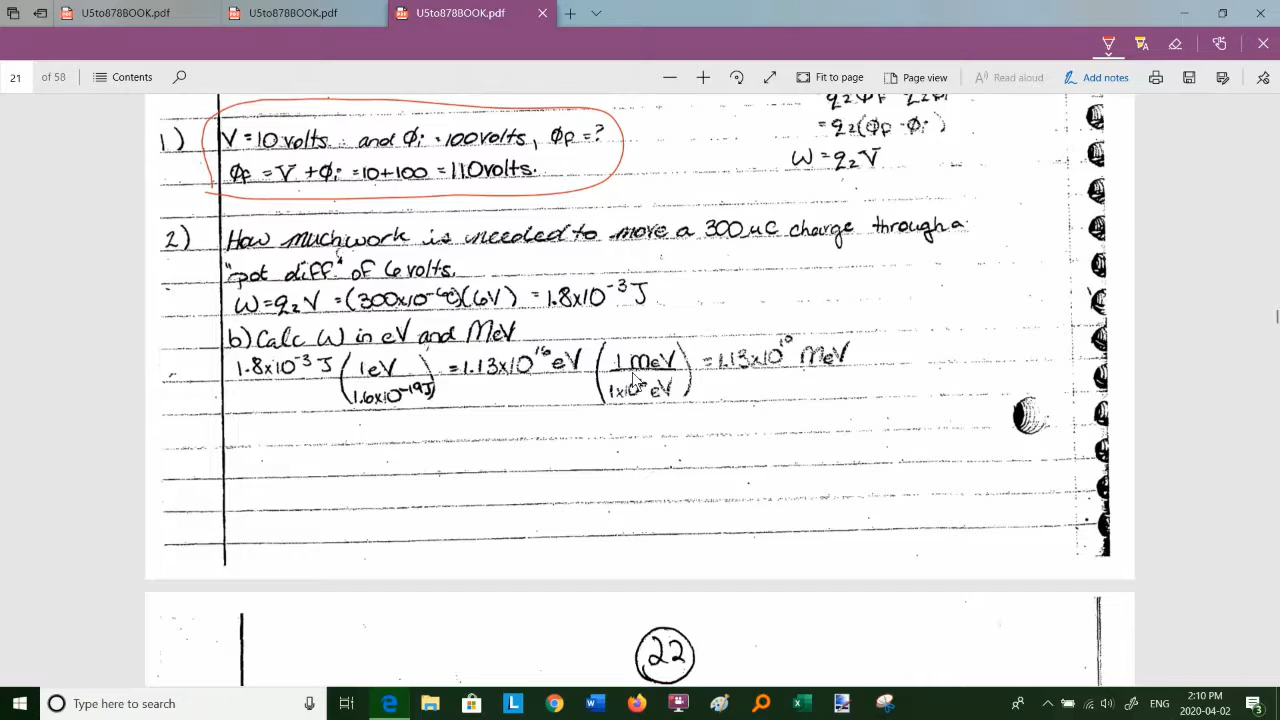 U5to878BOOK.pdf U5to878BOOK.pdf U5to878BOOK.pdf
21 of 58 Contents Fit to page Page view Read aloud Add notes
= q2(Φf - Φi)
1) V = 10 volts and Φi = 100 volts, Φf = ?
W = q2V
Φf = V + Φi = 10+100 = 110 volts.
2) How much work is needed to move a 300 µC charge through a
"pot diff" of 6 volts.
W = q2V = (300x10^-6)(6V) = 1.8x10^-3 J
b) Calc W in eV and MeV
1.8x10^-3 J (1eV / 1.6x10^-19 J) = 1.13x10^16 eV (1 MeV / 1x10^6 eV) = 1.13x10^10 MeV
22
Type here to search
ENG
2:10 PM
2020-04-02